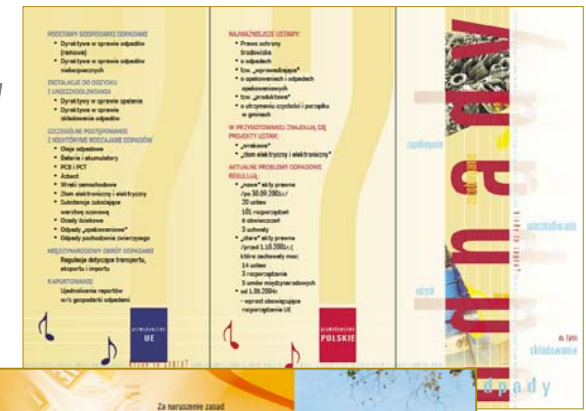 PODSTAWY GOSPODARKI ODPADAMI
• Dyrektywa w sprawie odpadów
(ramowa)
• Dyrektywa w sprawie odpadów
niebezpiecznych
INSTALACJE DO ODZYSKU
I UNIESZKODLIWIANIA
• Dyrektywy w sprawie spalania
• Dyrektywa w sprawie
składowania odpadów
SZCZEGÓLNE POSTĘPOWANIE
Z NIEKTÓRYMI RODZAJAMI ODPADÓW
• Oleje odpadowe
• Baterie i akumulatory
• PCB i PCT
• Azbest
• Wraki samochodowe
• Złom elektroniczny i elektryczny
• Substancje zubożające
warstwę ozonową
• Osady ściekowe
• Odpady „opakowaniowe"
• Odpady pochodzenia zwierzęcego
MIĘDZYNARODOWY OBRÓT ODPADAMI
Regulacje dotyczące transportu,
eksportu i importu
RAPORTOWANIE
Ujednolicenie raportów
w/s gospodarki odpadami
prawodawstwo
UE
NAJWAŻNIEJSZE USTAWY:
• Prawo ochrony
środowiska
• o odpadach
• tzw. „wprowadzająca"
• o opakowaniach i odpadach
opakowaniowych
• tzw. „produktowa"
• o utrzymaniu czystości i porządku
w gminach
W PRZYGOTOWANIU ZNAJDUJĄ SIĘ
PROJEKTY USTAW:
• „wrakowa"
• „złom elektryczny i elektroniczny"
AKTUALNE PROBLEMY ODPADOWE
REGULUJĄ:
• „nowe" akty prawne
/po 30.09.2001r./
20 ustaw
101 rozporządzeń
6 obwieszczeń
3 uchwały
• „stare" akty prawne
/przed 1.10.2001r./,
które zachowały moc
14 ustaw
3 rozporządzenia
5 umów międzynarodowych
• od 1.05.2004r.
- wprost obowiązujące
rozporządzenia UE
prawodawstwo
POLSKIE
zapobieganie
unieszkodliwianie
odzysk
składowanie
odpady
Za naruszenie zasad